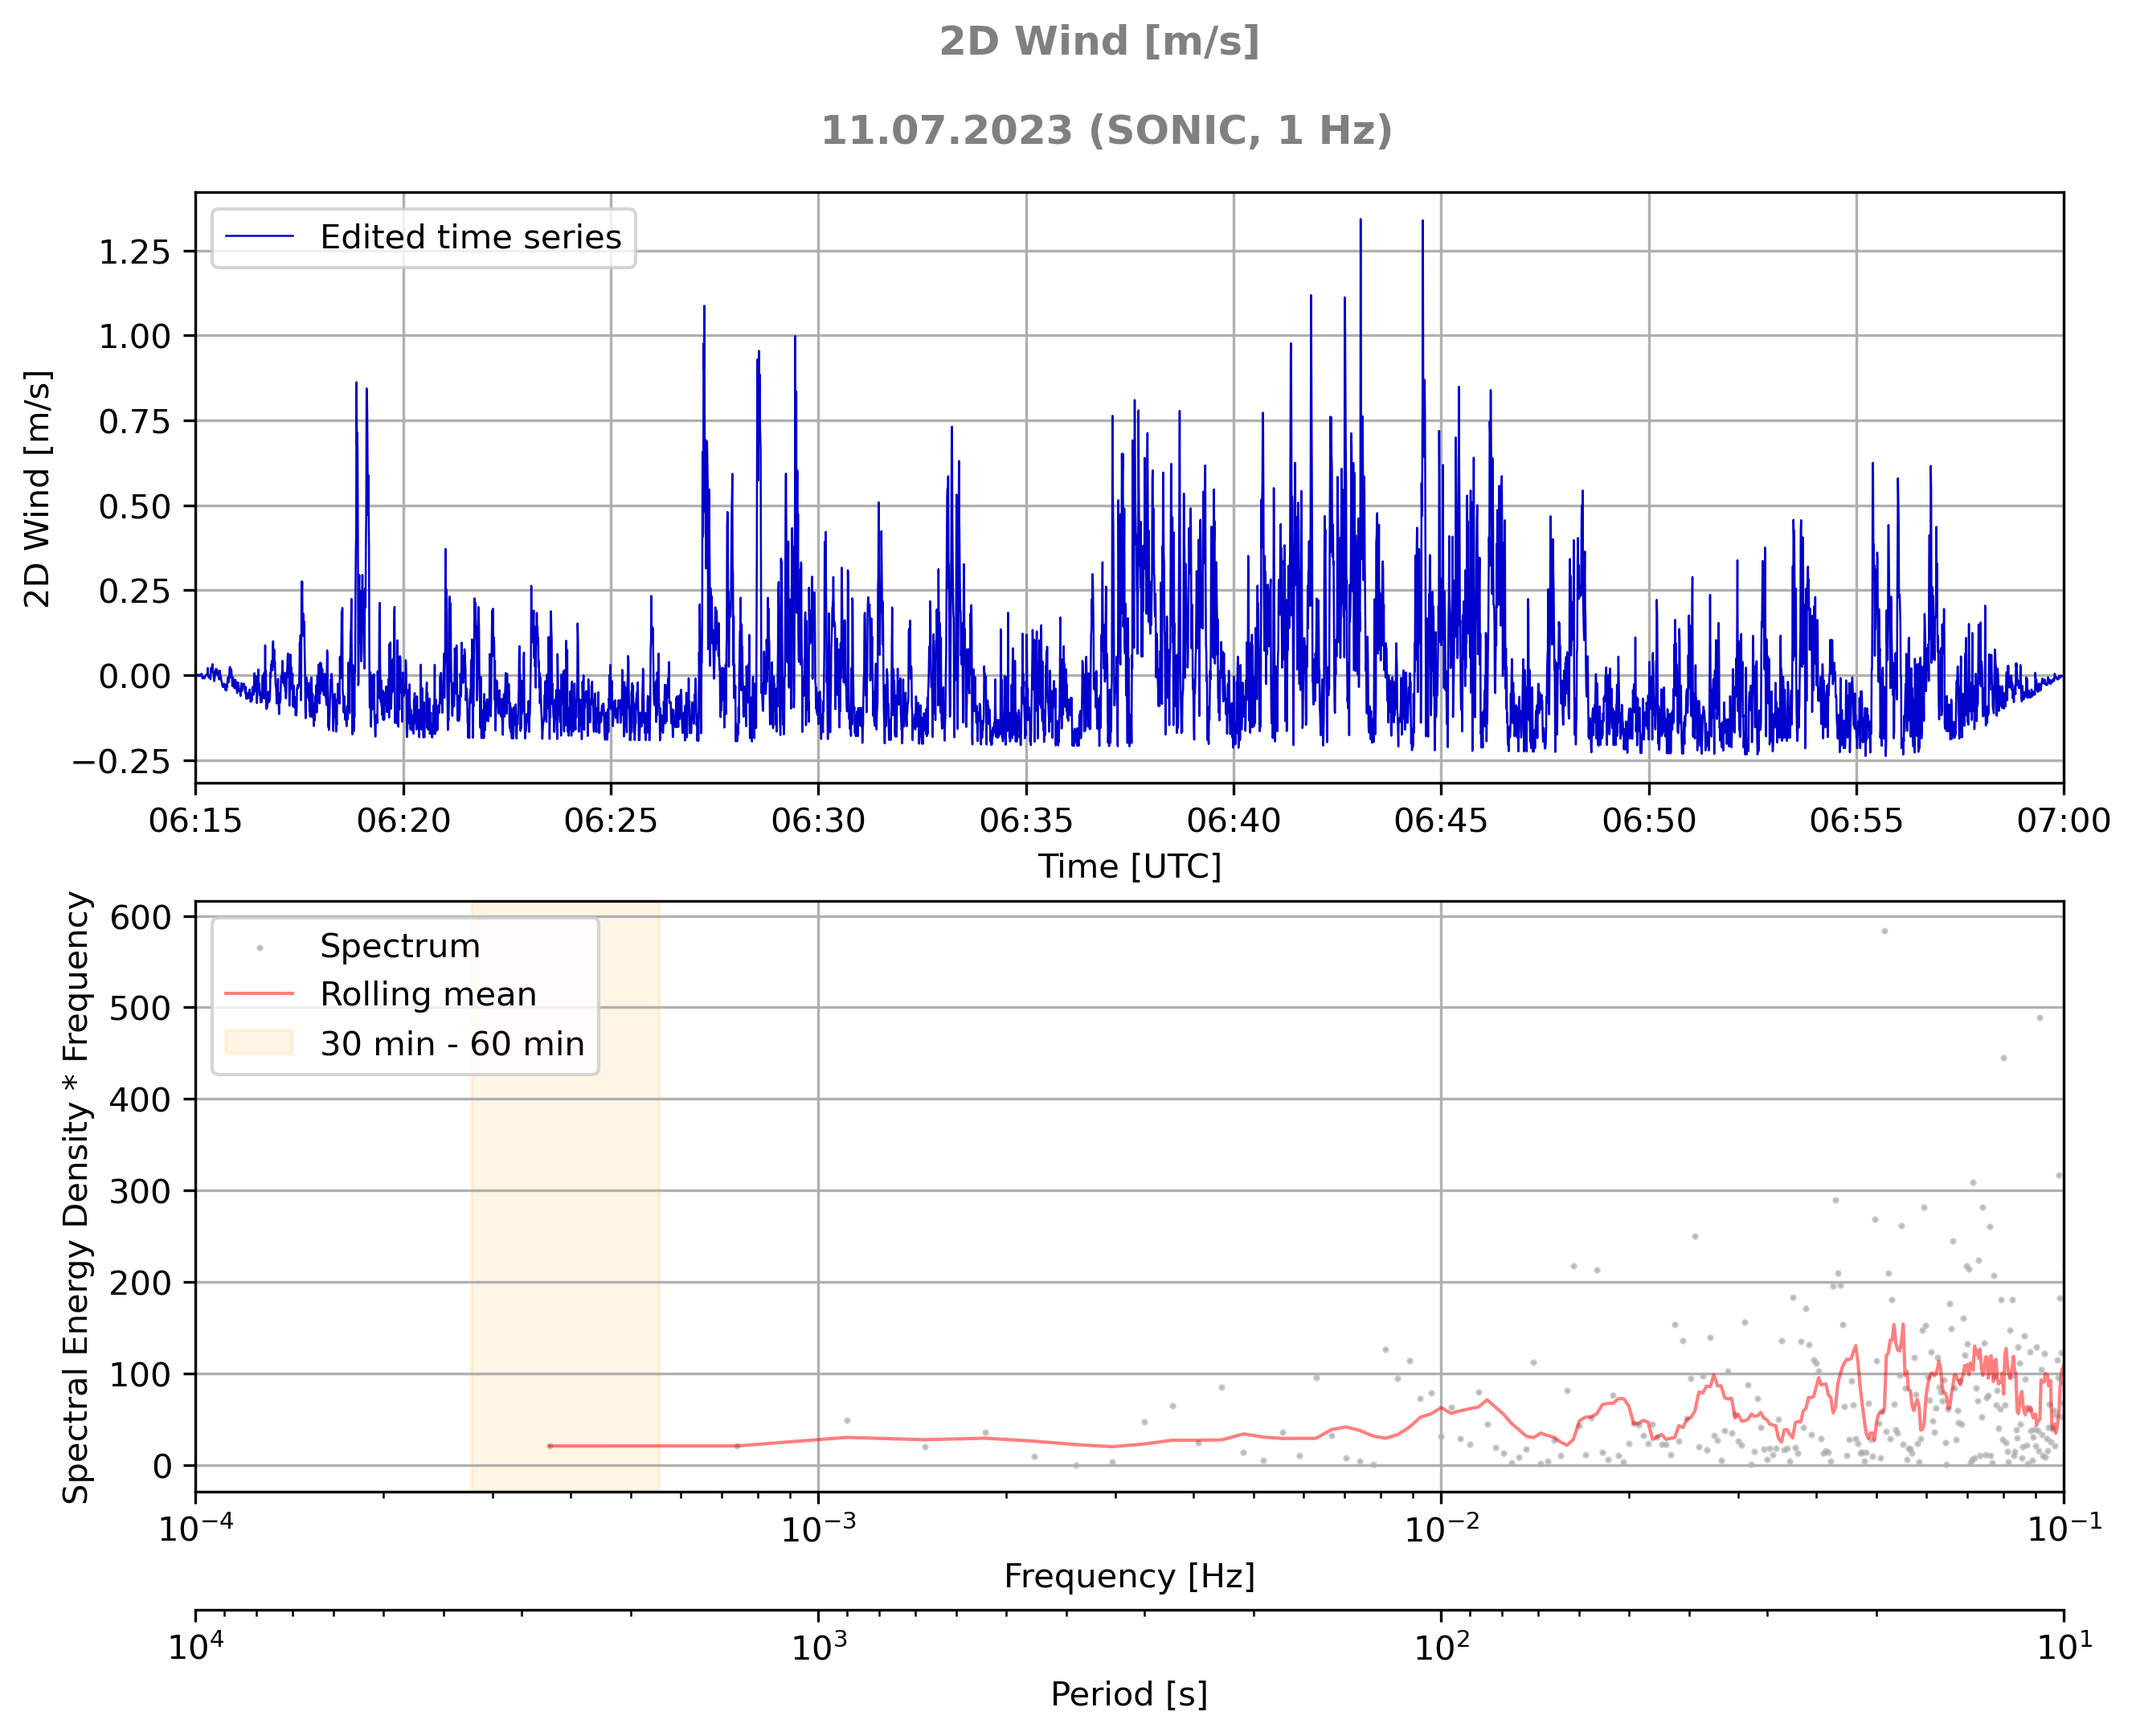 2D Wind [m/s]
11.07.2023 (SONIC, 1 Hz)
Edited time series
1.25
1.00
0.75
0.50
0.25
0.00
−0.25
2D Wind [m/s]
06:15 06:20 06:25 06:30 06:35 06:40 06:45 06:50 06:55 07:00
Time [UTC]
Spectrum
Rolling mean
30 min - 60 min
600
500
400
300
200
100
0
Spectral Energy Density * Frequency
10⁻⁴ 10⁻³ 10⁻² 10⁻¹
Frequency [Hz]
10⁴ 10³ 10² 10¹
Period [s]